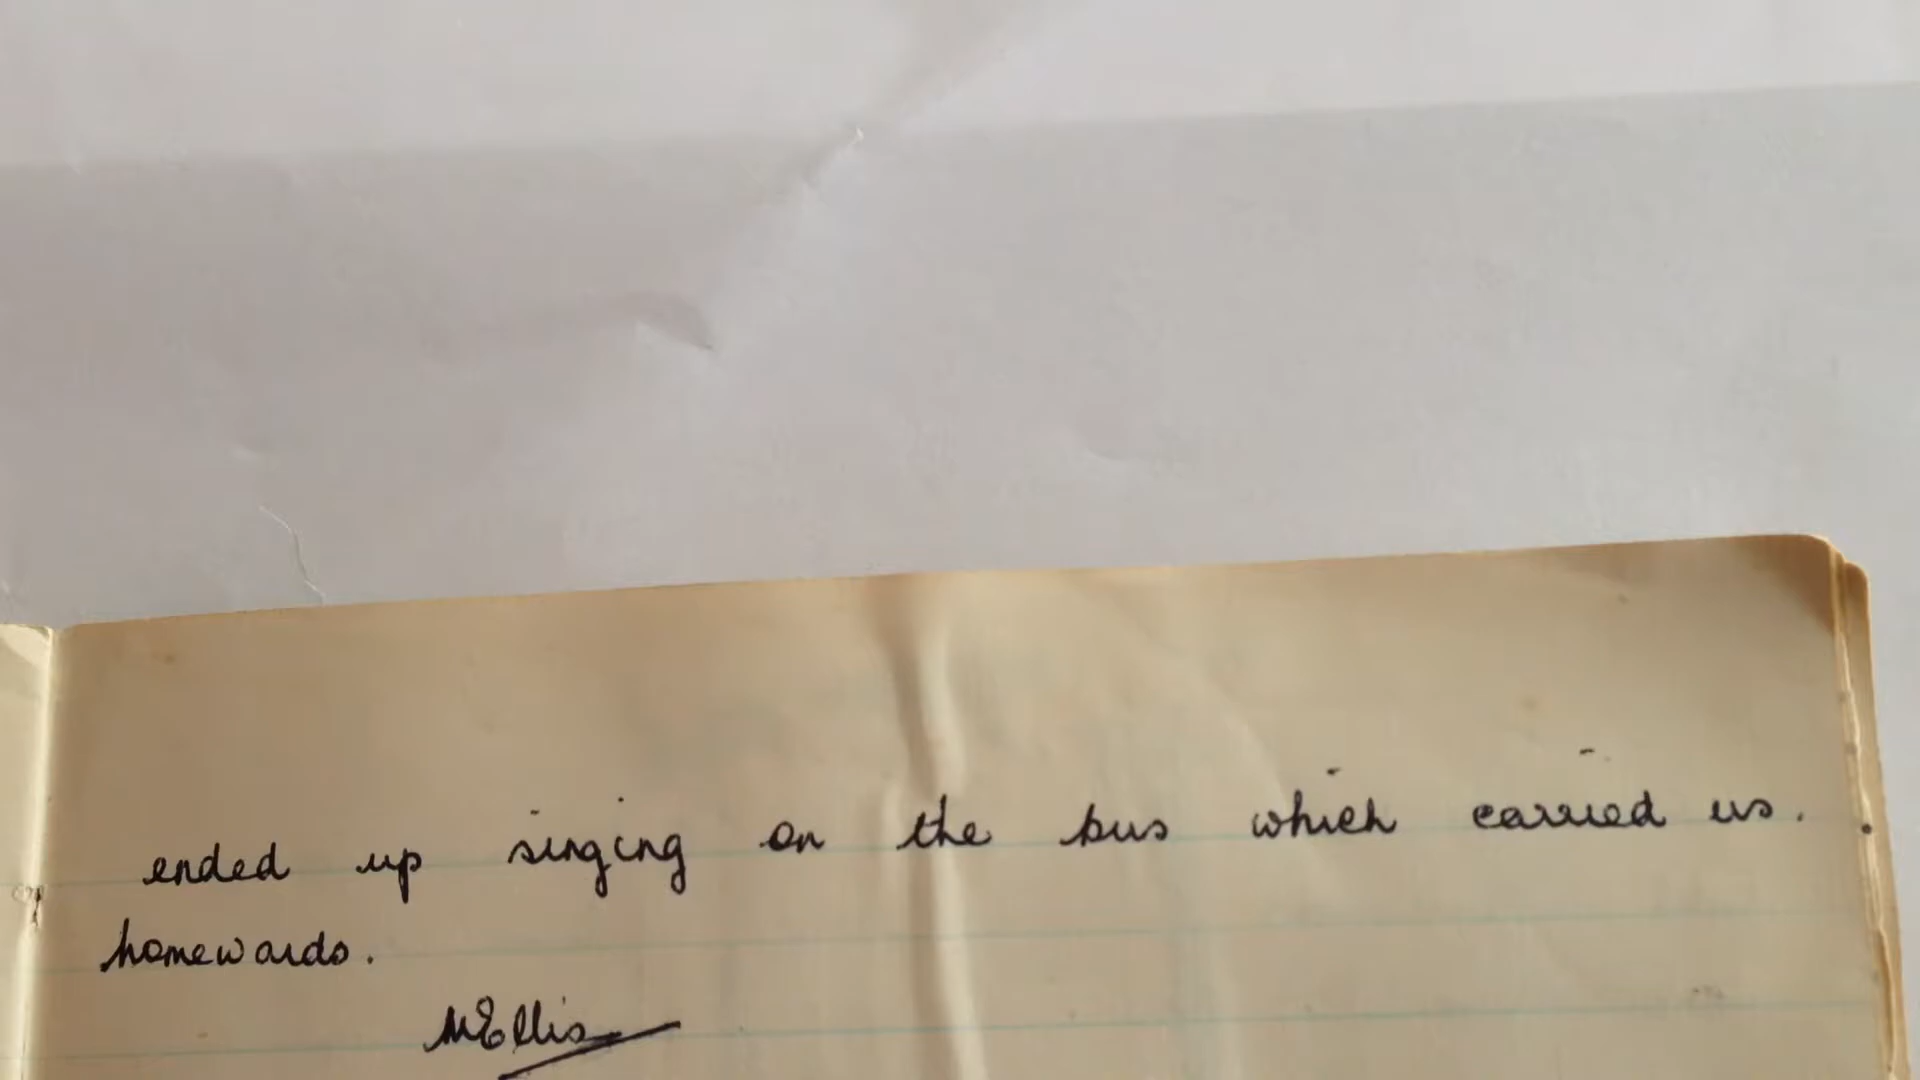 ended up singing on the bus which carried us.
homewards.
M Ellis